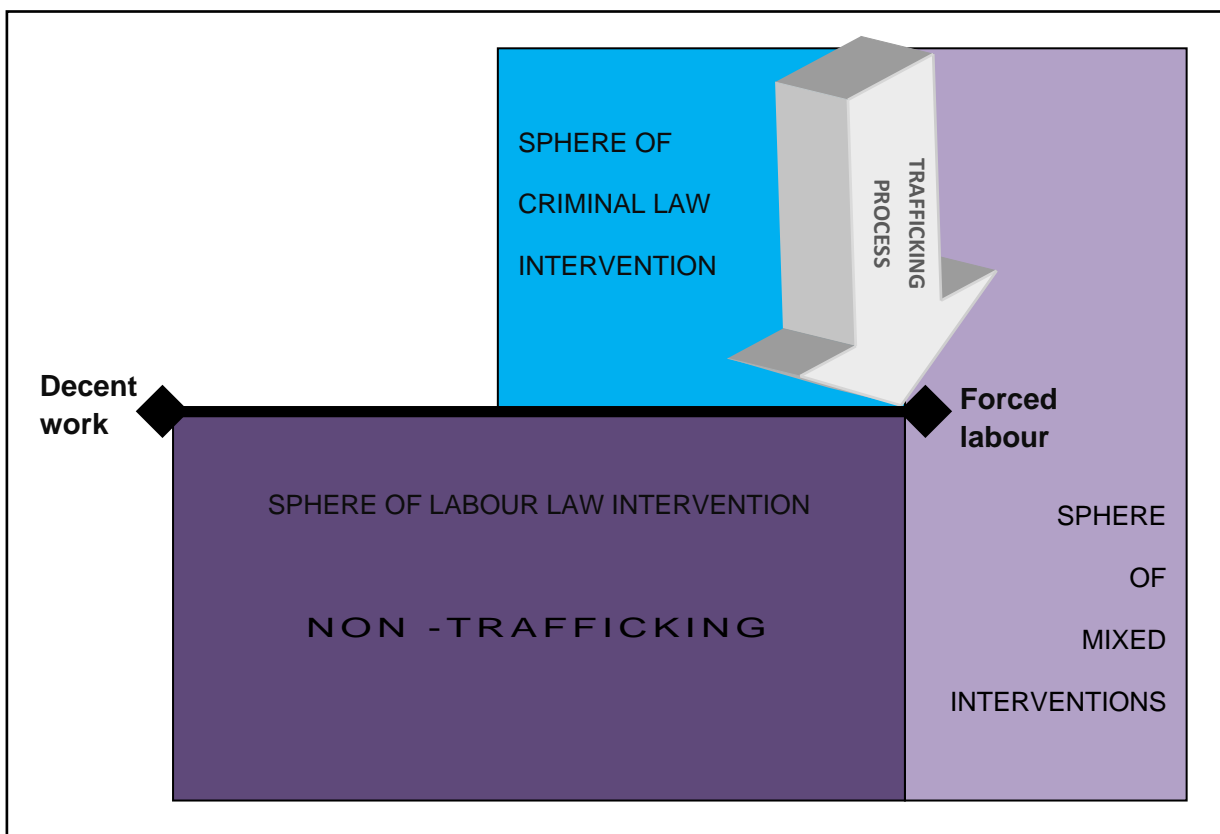 SPHERE OF
CRIMINAL LAW
INTERVENTION
TRAFFICKING
PROCESS
Decent
work
Forced
labour
SPHERE OF LABOUR LAW INTERVENTION
NON -TRAFFICKING
SPHERE
OF
MIXED
INTERVENTIONS